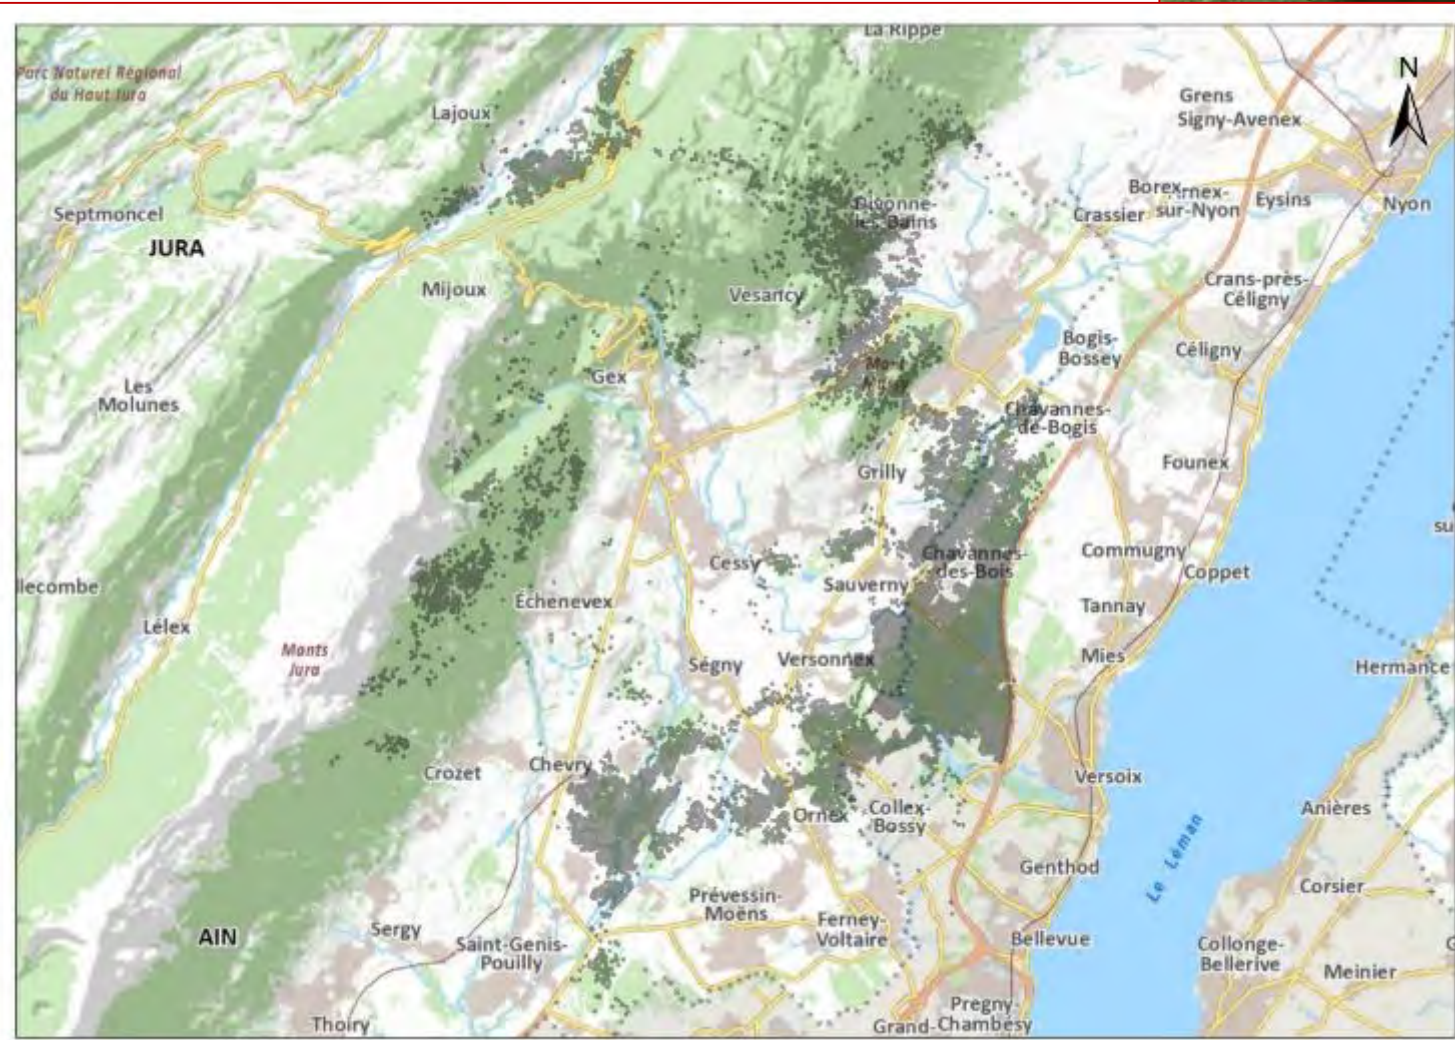 La Rippe
Parc Naturel Régional
du Haut Jura
N
Grens
Signy-Avenex
Lajoux
Septmoncel
JURA
Divonne-
les-Bains
Borex
Arnex-
sur-Nyon
Eysins
Crassier
Nyon
Mijoux
Vesancy
Crans-près-
Céligny
Bogis-
Bossey
Céligny
Les
Molunes
Gex
Mont
Chavannes-
de-Bogis
Grilly
Founex
llecombe
Cessy
Chavannes-
des-Bois
Commugny
Coppet
su
Sauverny
Échenevex
Tannay
Lélex
Monts
Jura
Ségny
Versonnex
Mies
Hermance
Crozet
Chevry
Versoix
Ornex
Collex-
Bossy
Anières
Genthod
Le Léman
Corsier
Prévessin-
Moëns
Ferney-
Voltaire
AIN
Sergy
Saint-Genis-
Pouilly
Bellevue
Collonge-
Bellerive
Meinier
Thoiry
Pregny-
Chambésy
Grand-